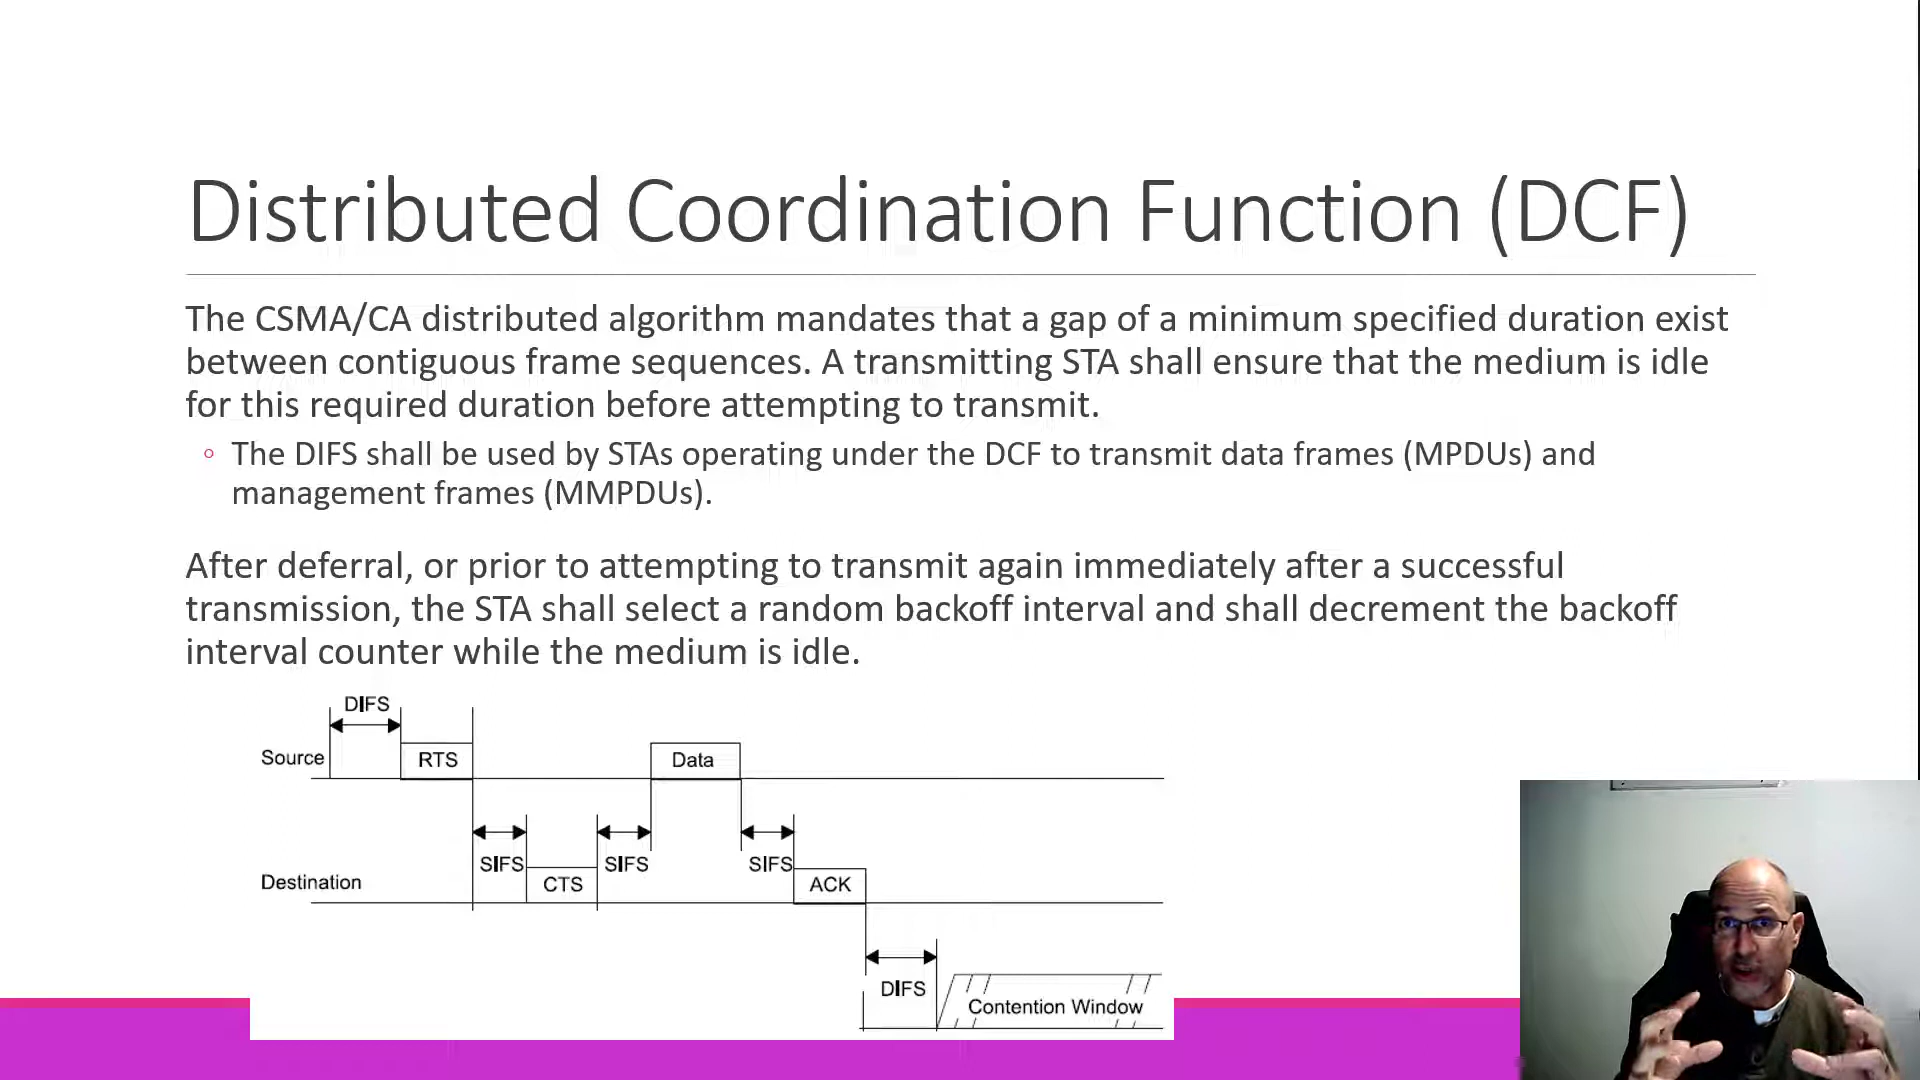 Distributed Coordination Function (DCF)
The CSMA/CA distributed algorithm mandates that a gap of a minimum specified duration exist
between contiguous frame sequences. A transmitting STA shall ensure that the medium is idle
for this required duration before attempting to transmit.
◦ The DIFS shall be used by STAs operating under the DCF to transmit data frames (MPDUs) and
management frames (MMPDUs).
After deferral, or prior to attempting to transmit again immediately after a successful
transmission, the STA shall select a random backoff interval and shall decrement the backoff
interval counter while the medium is idle.
DIFS
Source
RTS
Data
SIFS
SIFS
SIFS
Destination
CTS
ACK
DIFS
Contention Window